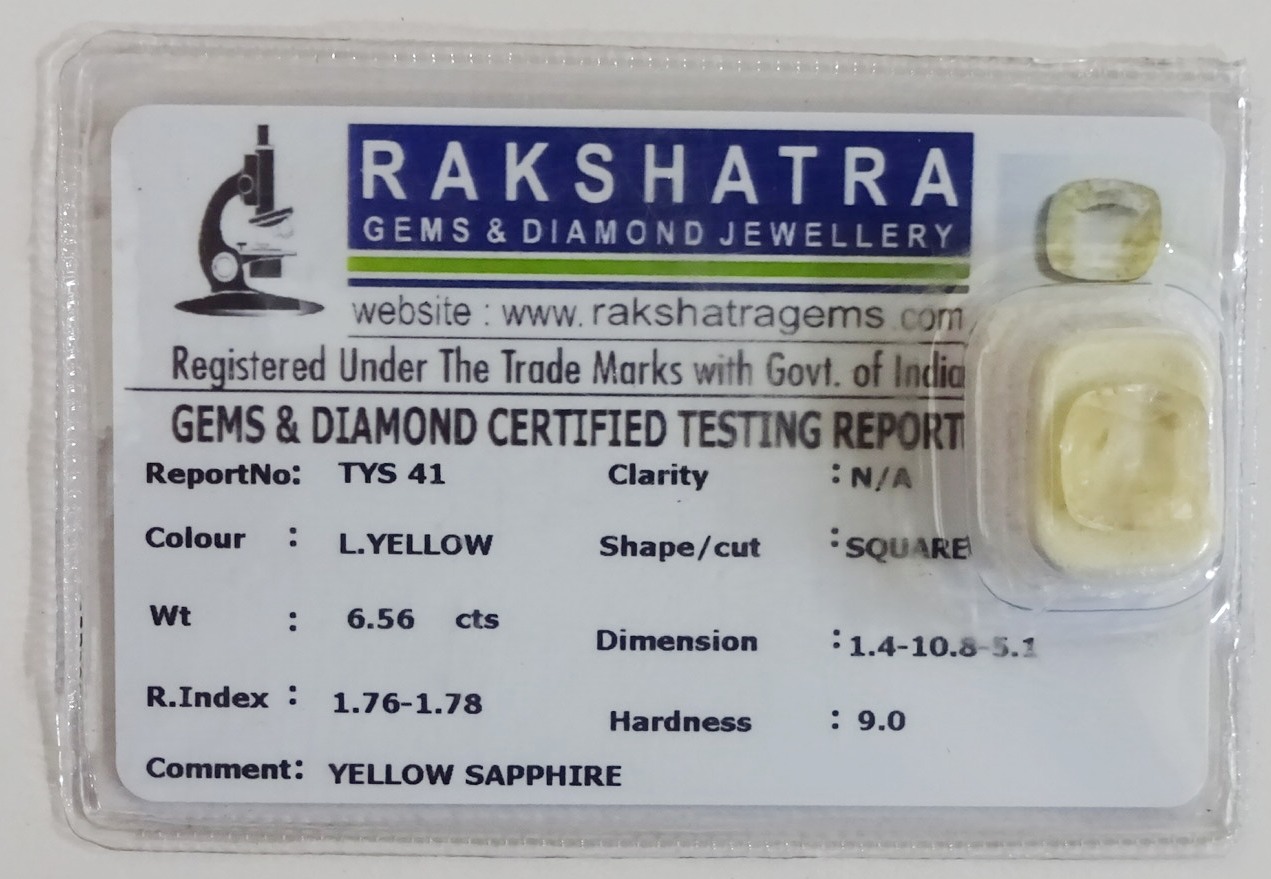 RAKSHATRA
GEMS & DIAMOND JEWELLERY
website : www.rakshatragems.com
Registered Under The Trade Marks with Govt. of India
GEMS & DIAMOND CERTIFIED TESTING REPORT
ReportNo: TYS 41 Clarity : N/A
Colour : L.YELLOW Shape/cut : SQUARE
Wt : 6.56 cts Dimension : 1.4-10.8-5.1
R.Index : 1.76-1.78 Hardness : 9.0
Comment: YELLOW SAPPHIRE